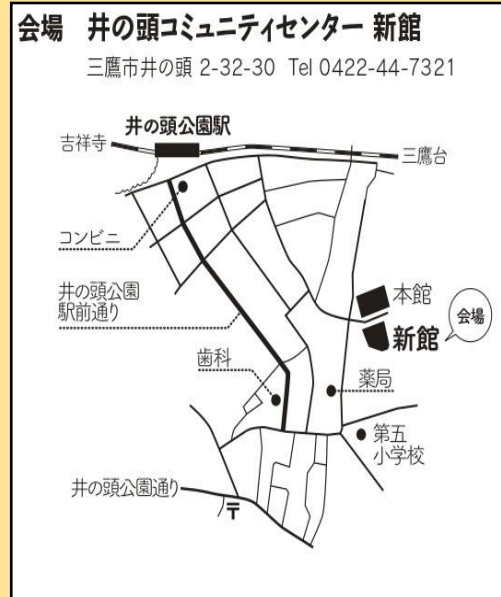 会場 井の頭コミュニティセンター 新館
三鷹市井の頭 2-32-30 Tel 0422-44-7321
井の頭公園駅
吉祥寺
三鷹台
コンビニ
井の頭公園
駅前通り
本館
新館
会場
歯科
薬局
第五
小学校
井の頭公園通り
〒